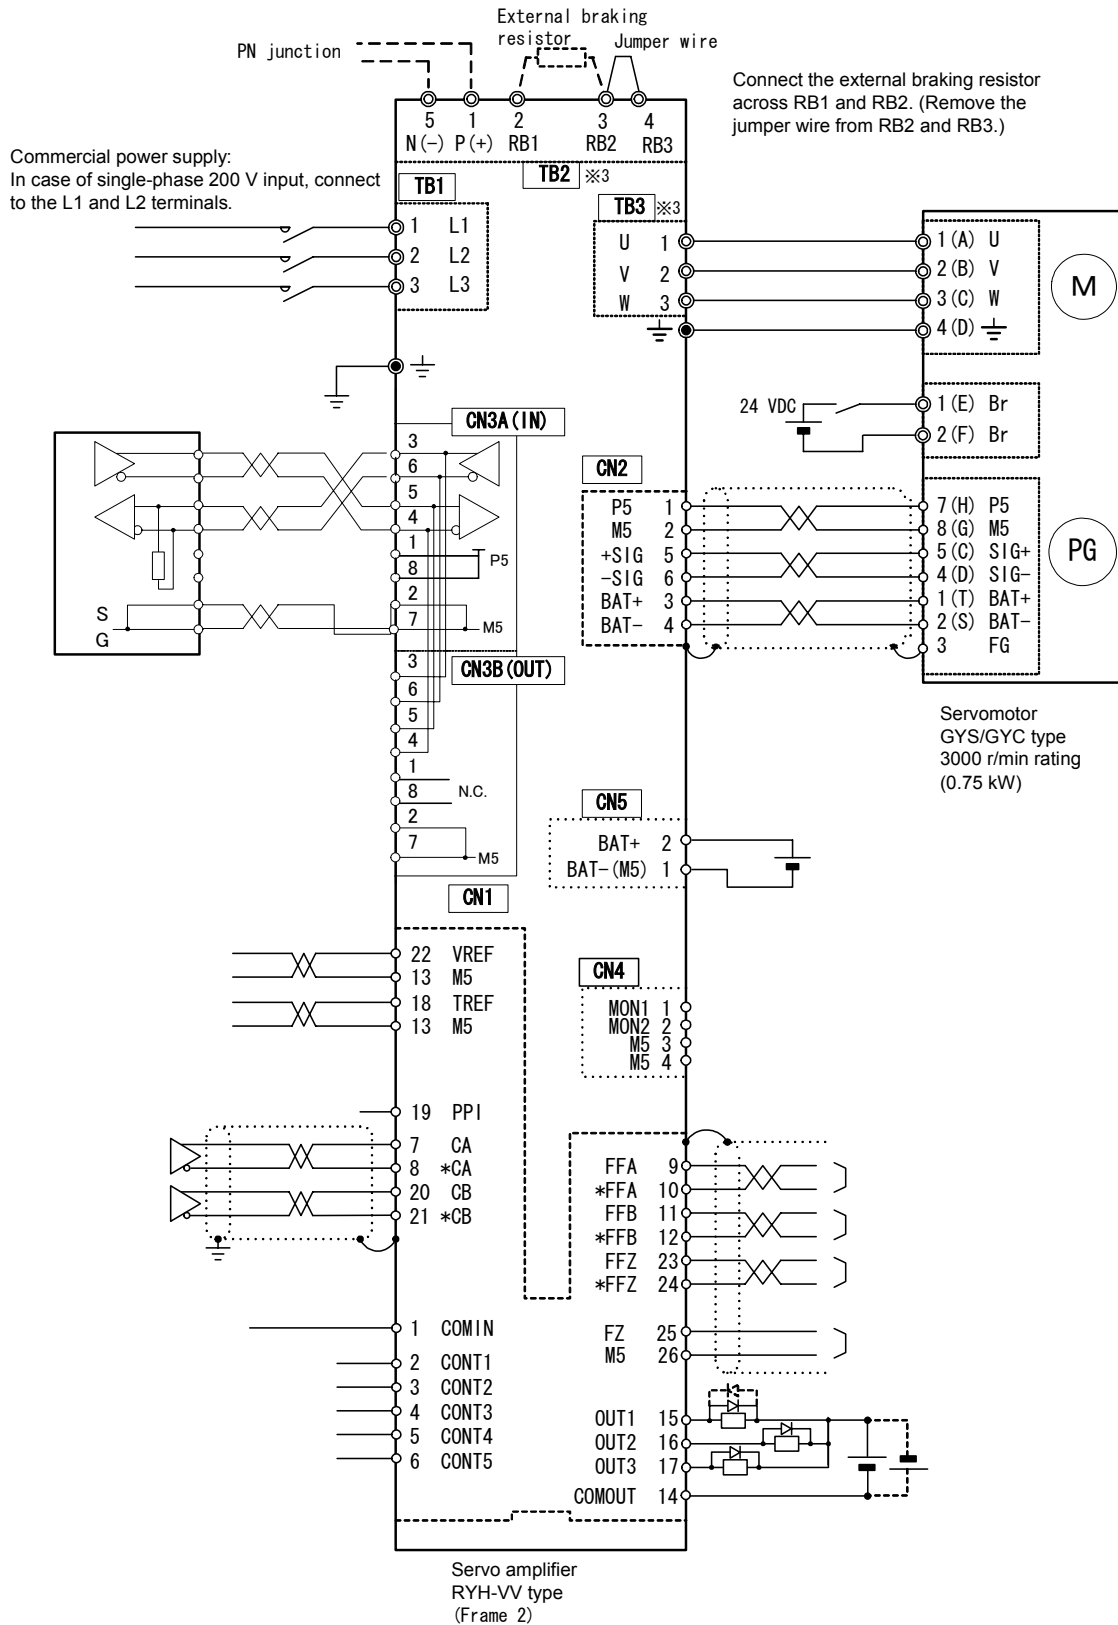 External braking
resistor
Jumper wire
PN junction
Connect the external braking resistor
across RB1 and RB2. (Remove the
jumper wire from RB2 and RB3.)
5 1 2 3 4
N(-) P(+) RB1 RB2 RB3
Commercial power supply:
In case of single-phase 200 V input, connect
to the L1 and L2 terminals.
TB2 ※3
TB1
1 L1
2 L2
3 L3
TB3 ※3
U 1
V 2
W 3
1(A) U
2(B) V
3(C) W
4(D)
M
24 VDC
1(E) Br
2(F) Br
CN3A(IN)
3
6
5
4
1
8
P5
2
7
M5
S
G
CN2
P5 1
M5 2
+SIG 5
-SIG 6
BAT+ 3
BAT- 4
7(H) P5
8(G) M5
5(C) SIG+
4(D) SIG-
1(T) BAT+
2(S) BAT-
3 FG
PG
Servomotor
GYS/GYC type
3000 r/min rating
(0.75 kW)
CN3B(OUT)
3
6
5
4
1
8
N.C.
2
7
M5
CN5
BAT+ 2
BAT-(M5) 1
CN1
22 VREF
13 M5
18 TREF
13 M5
CN4
MON1 1
MON2 2
M5 3
M5 4
19 PPI
7 CA
8 *CA
20 CB
21 *CB
FFA 9
*FFA 10
FFB 11
*FFB 12
FFZ 23
*FFZ 24
FZ 25
M5 26
1 COMIN
2 CONT1
3 CONT2
4 CONT3
5 CONT4
6 CONT5
OUT1 15
OUT2 16
OUT3 17
COMOUT 14
Servo amplifier
RYH-VV type
(Frame 2)